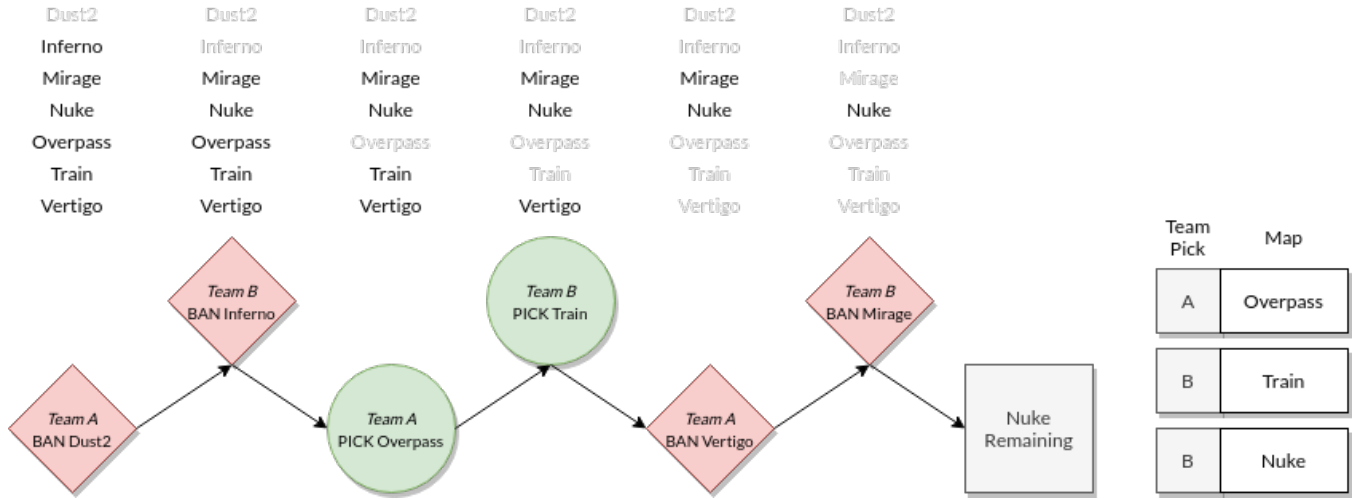 Dust2
Inferno
Mirage
Nuke
Overpass
Train
Vertigo
Dust2
Inferno
Mirage
Nuke
Overpass
Train
Vertigo
Dust2
Inferno
Mirage
Nuke
Overpass
Train
Vertigo
Dust2
Inferno
Mirage
Nuke
Overpass
Train
Vertigo
Dust2
Inferno
Mirage
Nuke
Overpass
Train
Vertigo
Dust2
Inferno
Mirage
Nuke
Overpass
Train
Vertigo
Team A
BAN Dust2
Team B
BAN Inferno
Team A
PICK Overpass
Team B
PICK Train
Team A
BAN Vertigo
Team B
BAN Mirage
Nuke
Remaining
Team
Pick
Map
A
Overpass
B
Train
B
Nuke